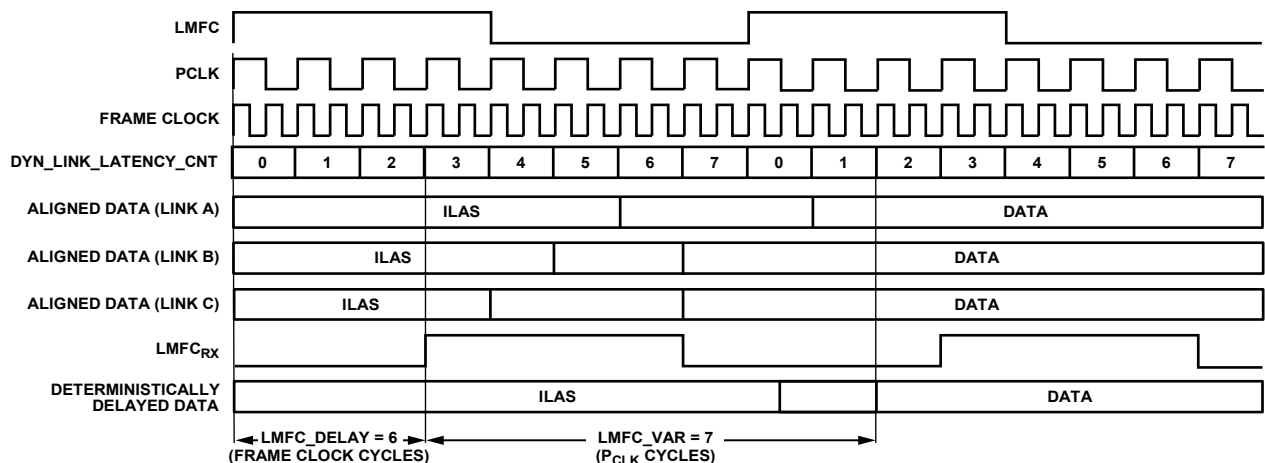 LMFC
PCLK
FRAME CLOCK
DYN_LINK_LATENCY_CNT 0 1 2 3 4 5 6 7 0 1 2 3 4 5 6 7
ALIGNED DATA (LINK A) ILAS DATA
ALIGNED DATA (LINK B) ILAS DATA
ALIGNED DATA (LINK C) ILAS DATA
LMFCRX
DETERMINISTICALLY
DELAYED DATA ILAS DATA
LMFC_DELAY = 6 LMFC_VAR = 7
(FRAME CLOCK CYCLES) (PCLK CYCLES)